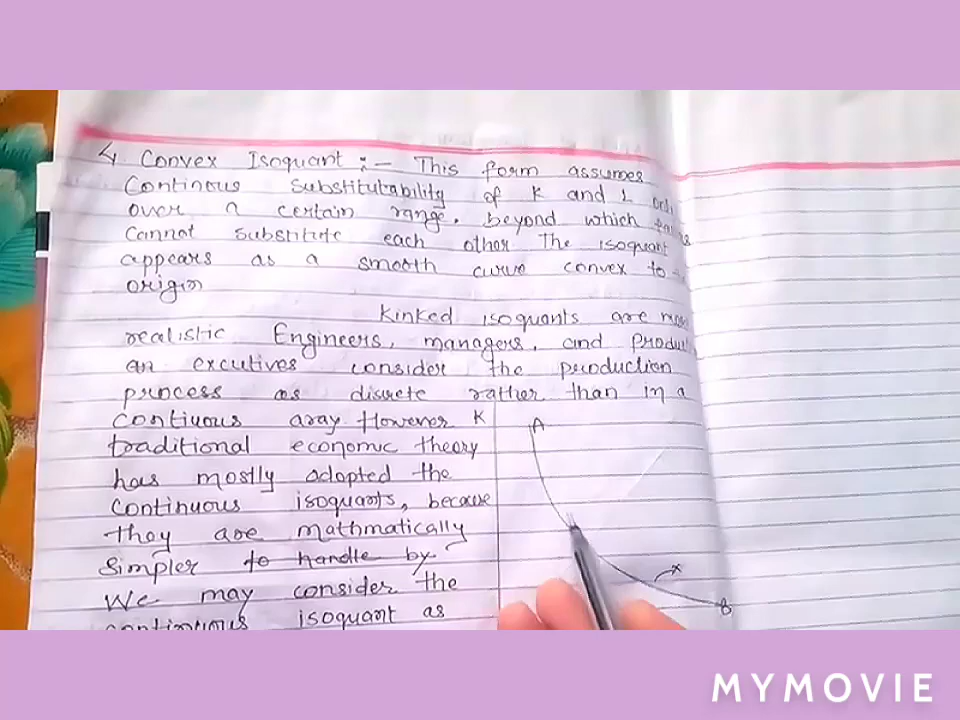 4. Convex Isoquant :- This form assumes
Continous substitutability of K and L only
over a certain range. beyond which
Cannot substitute each other The isoquant
appears as a smooth curve convex to
origin
Kinked isoquants are
realistic Engineers, managers, and
an excutives consider the production
process as discrete rather than in a
Contiuous aray However K
traditional economic theory
has mostly adopted the
Continuous isoquants, because
they are mathmatically
Simpler to handle by.
We may consider the
continuous isoquant as
A
x
B
MYMOVIE